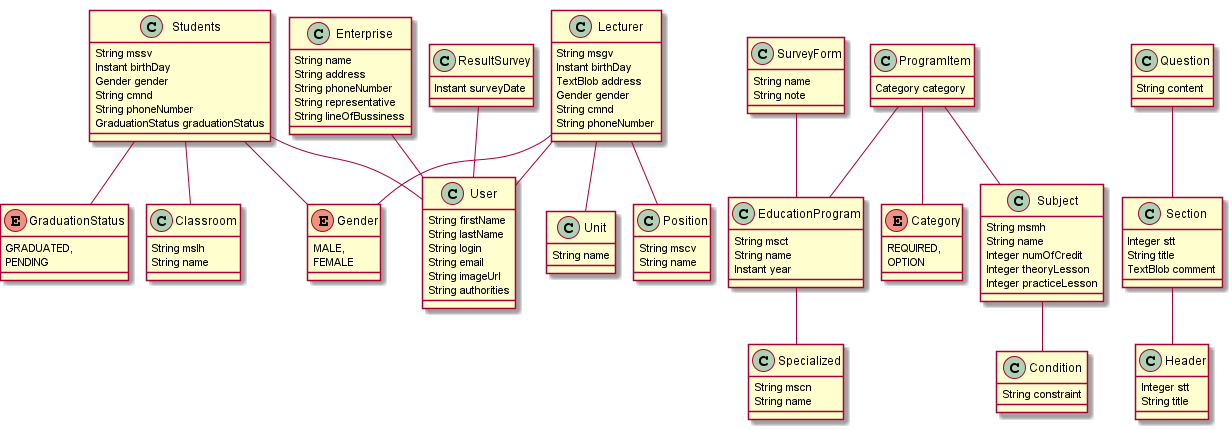 C Students
String mssv
Instant birthDay
Gender gender
String cmnd
String phoneNumber
GraduationStatus graduationStatus
C Enterprise
String name
String address
String phoneNumber
String representative
String lineOfBussiness
C ResultSurvey
Instant surveyDate
C Lecturer
String msgv
Instant birthDay
TextBlob address
Gender gender
String cmnd
String phoneNumber
C SurveyForm
String name
String note
C ProgramItem
Category category
C Question
String content
E GraduationStatus
GRADUATED,
PENDING
C Classroom
String mslh
String name
E Gender
MALE,
FEMALE
C User
String firstName
String lastName
String login
String email
String imageUrl
String authorities
C Unit
String name
C Position
String mscv
String name
C EducationProgram
String msct
String name
Instant year
E Category
REQUIRED,
OPTION
C Subject
String msmh
String name
Integer numOfCredit
Integer theoryLesson
Integer practiceLesson
C Section
Integer stt
String title
TextBlob comment
C Specialized
String mscn
String name
C Condition
String constraint
C Header
Integer stt
String title